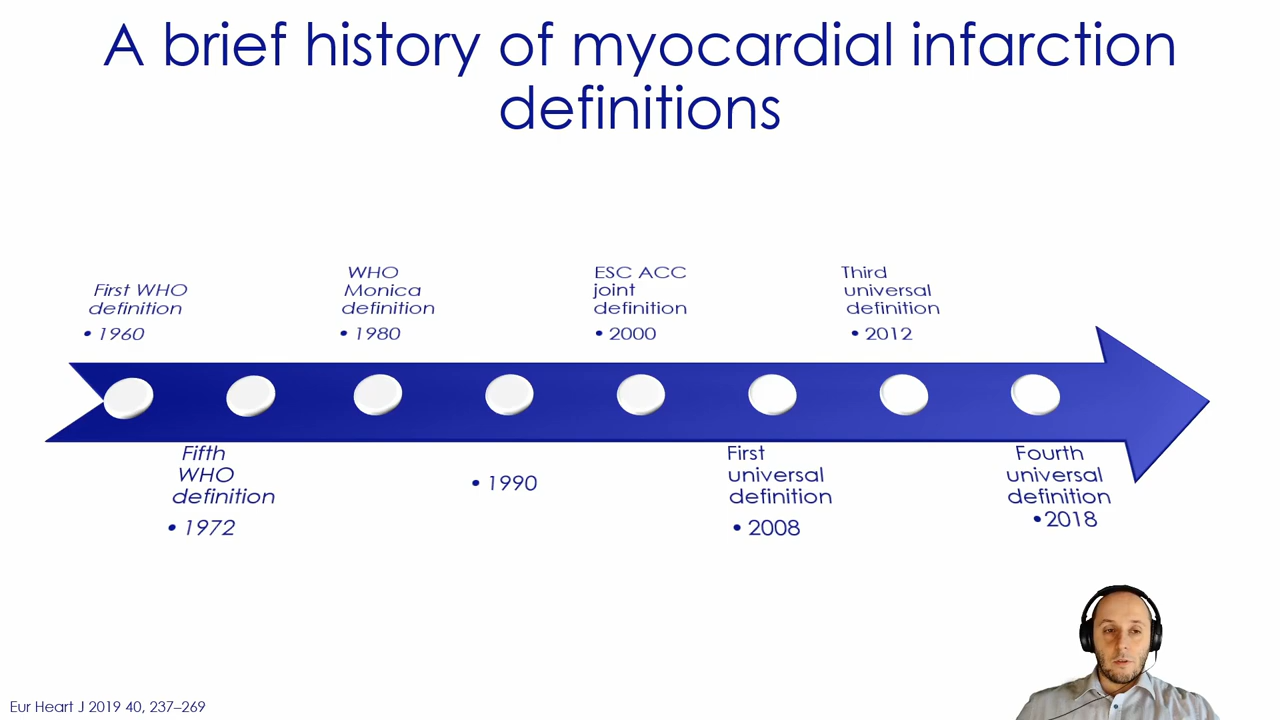 A brief history of myocardial infarction
definitions
First WHO
definition
• 1960
WHO
Monica
definition
• 1980
ESC ACC
joint
definition
• 2000
Third
universal
definition
• 2012
Fifth
WHO
definition
• 1972
• 1990
First
universal
definition
• 2008
Fourth
universal
definition
•2018
Eur Heart J 2019 40, 237–269